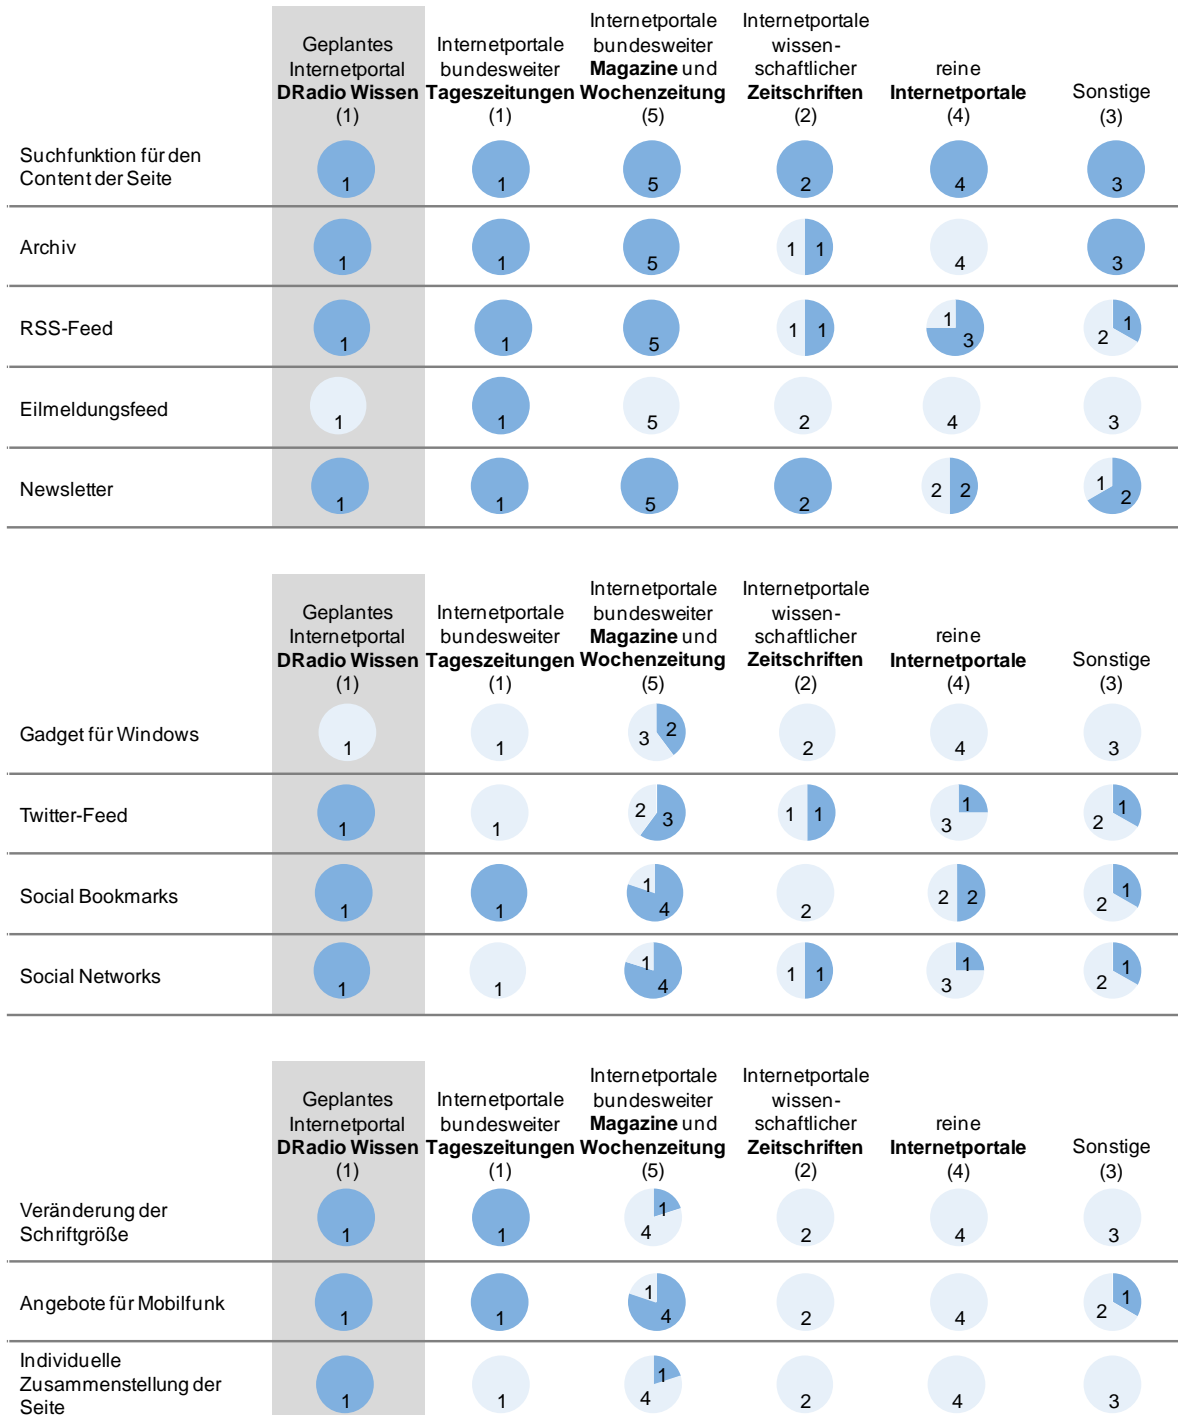 Geplantes
Internetportal
DRadio Wissen
(1)
Internetportale
bundesweiter
Tageszeitungen
(1)
Internetportale
bundesweiter
Magazine und
Wochenzeitung
(5)
Internetportale
wissen-
schaftlicher
Zeitschriften
(2)
reine
Internetportale
(4)
Sonstige
(3)
Suchfunktion für den
Content der Seite
1 1 5 2 4 3
Archiv
1 1 5 1 1 4 3
RSS-Feed
1 1 5 1 1 1 3 2 1
Eilmeldungsfeed
1 1 5 2 4 3
Newsletter
1 1 5 2 2 2 1 2
Geplantes
Internetportal
DRadio Wissen
(1)
Internetportale
bundesweiter
Tageszeitungen
(1)
Internetportale
bundesweiter
Magazine und
Wochenzeitung
(5)
Internetportale
wissen-
schaftlicher
Zeitschriften
(2)
reine
Internetportale
(4)
Sonstige
(3)
Gadget für Windows
1 1 3 2 2 4 3
Twitter-Feed
1 1 2 3 1 1 3 1 2 1
Social Bookmarks
1 1 1 4 2 2 2 2 1
Social Networks
1 1 1 4 1 1 3 1 2 1
Geplantes
Internetportal
DRadio Wissen
(1)
Internetportale
bundesweiter
Tageszeitungen
(1)
Internetportale
bundesweiter
Magazine und
Wochenzeitung
(5)
Internetportale
wissen-
schaftlicher
Zeitschriften
(2)
reine
Internetportale
(4)
Sonstige
(3)
Veränderung der
Schriftgröße
1 1 4 1 2 4 3
Angebote für Mobilfunk
1 1 1 4 2 4 2 1
Individuelle
Zusammenstellung der
Seite
1 1 4 1 2 4 3